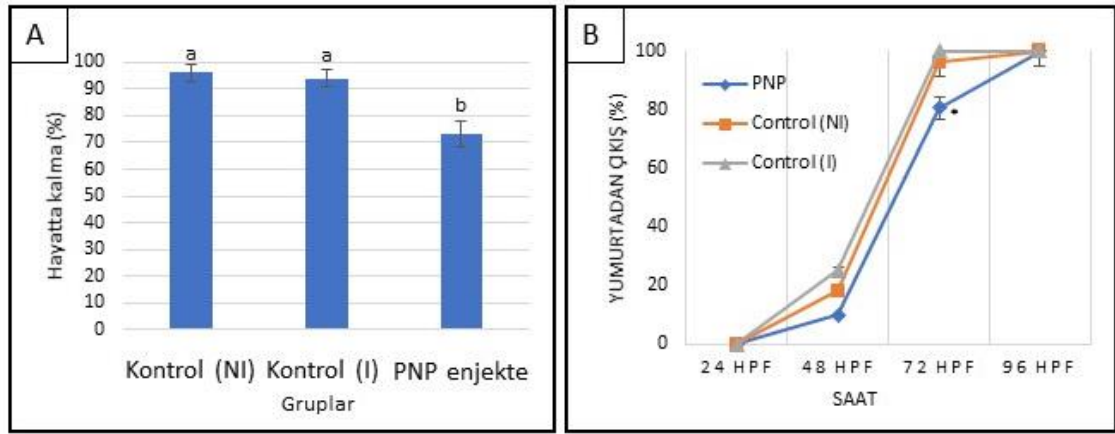 A
100
90
80
70
60
50
40
30
20
10
0
Hayatta kalma (%)
a
a
b
Kontrol (NI) Kontrol (I) PNP enjekte
Gruplar
B
100
80
60
40
20
0
YUMURTADAN ÇIKIŞ (%)
PNP
Control (NI)
Control (I)
*
24 HPF 48 HPF 72 HPF 96 HPF
SAAT